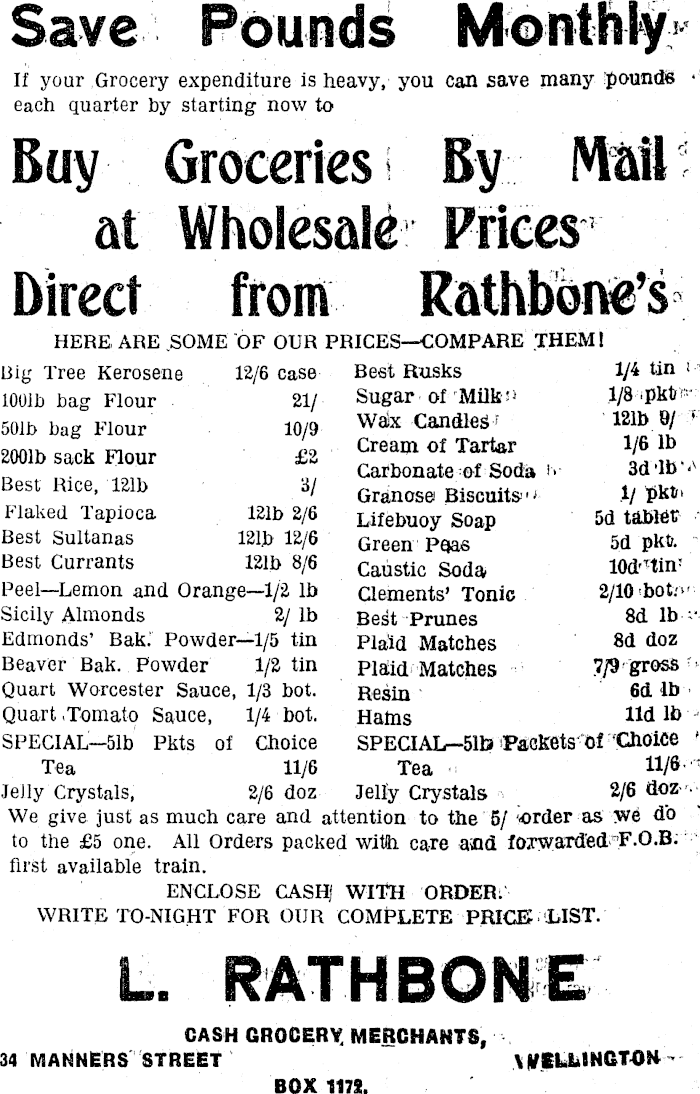 Save Pounds Monthly
If your Grocery expenditure is heavy, you can save many pounds
each quarter by starting now to
Buy Groceries By Mail
at Wholesale Prices
Direct from Rathbone's
HERE ARE SOME OF OUR PRICES—COMPARE THEM!
Big Tree Kerosene 12/6 case
100lb bag Flour 21/
50lb bag Flour 10/9
200lb sack Flour £2
Best Rice, 12lb 3/
Flaked Tapioca 12lb 2/6
Best Sultanas 12lb 12/6
Best Currants 12lb 8/6
Peel—Lemon and Orange—1/2 lb
Sicily Almonds 2/ lb
Edmonds' Bak. Powder—1/5 tin
Beaver Bak. Powder 1/2 tin
Quart Worcester Sauce, 1/3 bot.
Quart Tomato Sauce, 1/4 bot.
SPECIAL—5lb Pkts of Choice
Tea 11/6
Jelly Crystals, 2/6 doz
Best Rusks 1/4 tin
Sugar of Milk 1/8 pkt
Wax Candles 12lb 9/
Cream of Tartar 1/6 lb
Carbonate of Soda 3d lb
Granose Biscuits 1/ pkt
Lifebuoy Soap 5d tablet
Green Peas 5d pkt.
Caustic Soda 10d tin
Clements' Tonic 2/10 bot.
Best Prunes 8d lb
Plaid Matches 8d doz
Plaid Matches 7/9 gross
Resin 6d lb
Hams 11d lb
SPECIAL—5lb Packets of Choice
Tea 11/6
Jelly Crystals 2/6 doz
We give just as much care and attention to the 5/ order as we do
to the £5 one. All Orders packed with care and forwarded F.O.B.
first available train.
ENCLOSE CASH WITH ORDER.
WRITE TO-NIGHT FOR OUR COMPLETE PRICE LIST.
L. RATHBONE
CASH GROCERY MERCHANTS,
34 MANNERS STREET WELLINGTON
BOX 1172.